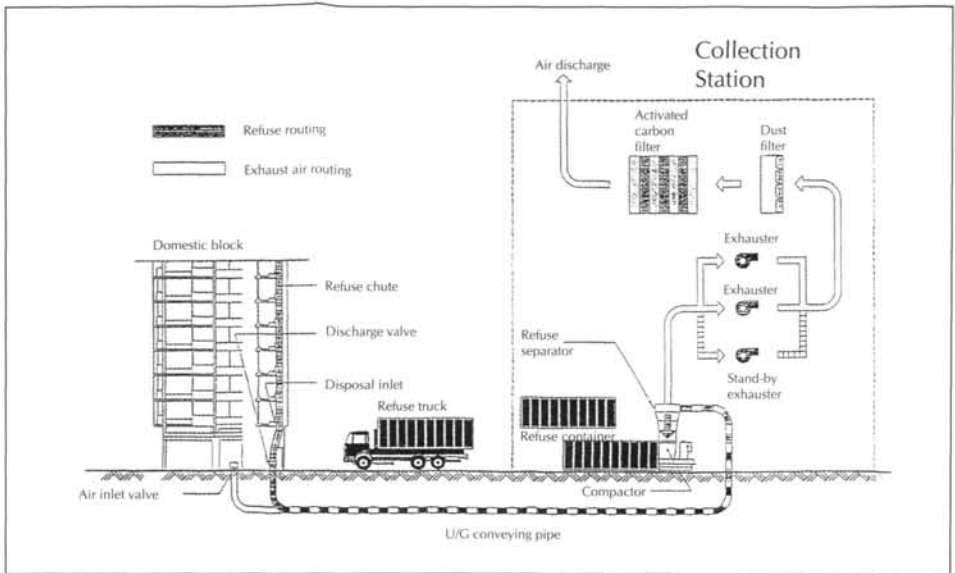 Collection
Station
Air discharge
Activated
carbon
filter
Dust
filter
Refuse routing
Exhaust air routing
Exhauster
Domestic block
Refuse chute
Exhauster
Discharge valve
Refuse
separator
Disposal inlet
Stand-by
exhauster
Refuse truck
Refuse container
Air inlet valve
Compactor
U/G conveying pipe